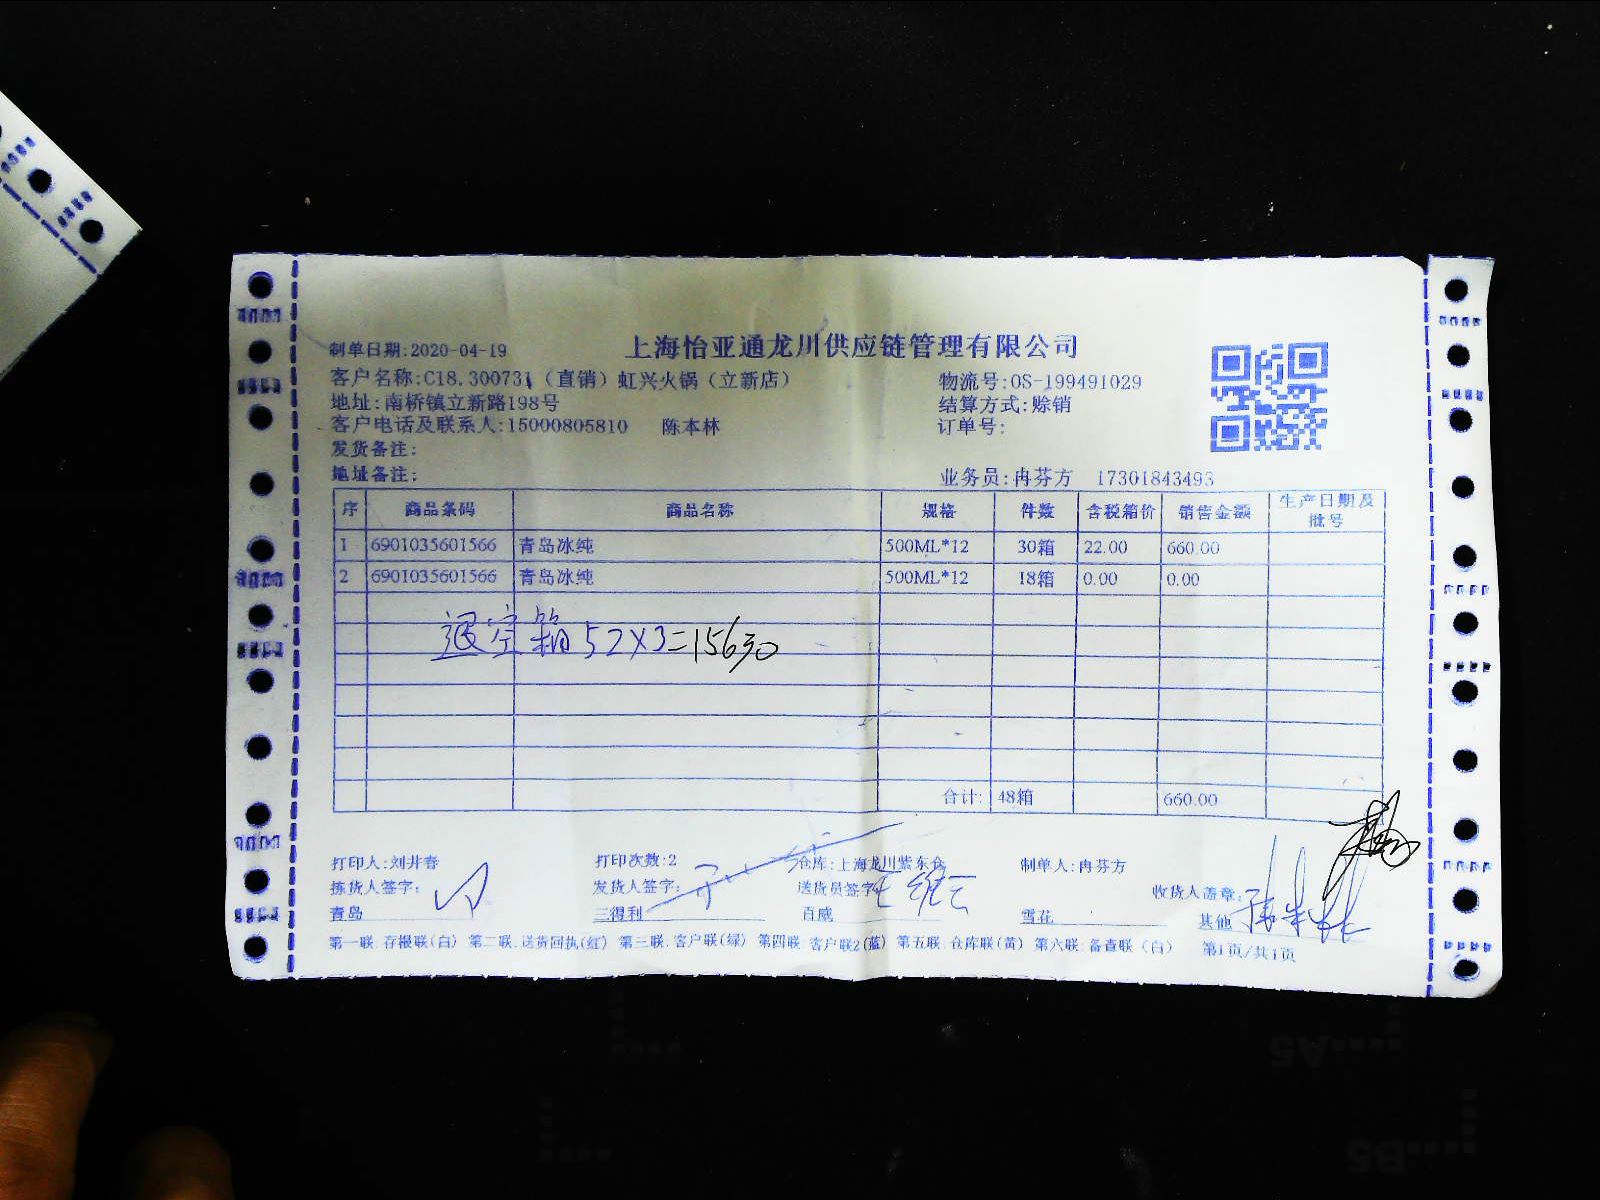 上海怡亚通龙川供应链管理有限公司
制单日期:2020-04-19
客户名称:C18.300731（直销）虹兴火锅（立新店） 物流号:OS-199491029
地址:南桥镇立新路198号 结算方式:赊销
客户电话及联系人:15000805810 陈本林 订单号:
发货备注:
地址备注: 业务员:冉芬方 17301843493
序 商品条码 商品名称 规格 件数 含税箱价 销售金额 生产日期及批号
1 6901035601566 青岛冰纯 500ML*12 30箱 22.00 660.00
2 6901035601566 青岛冰纯 500ML*12 18箱 0.00 0.00
退空箱 52×3=15630
合计: 48箱 660.00
打印人:刘井春 打印次数:2 仓库:上海龙川紫东仓 制单人:冉芬方
拣货人签字: 发货人签字: 送货员签字: 收货人盖章:
青岛 三得利 百威 雪花 其他
第一联:存根联(白) 第二联:送货回执(红) 第三联:客户联(绿) 第四联:客户联2(蓝) 第五联:仓库联(黄) 第六联:备查联（白） 第1页/共1页
A5
B5